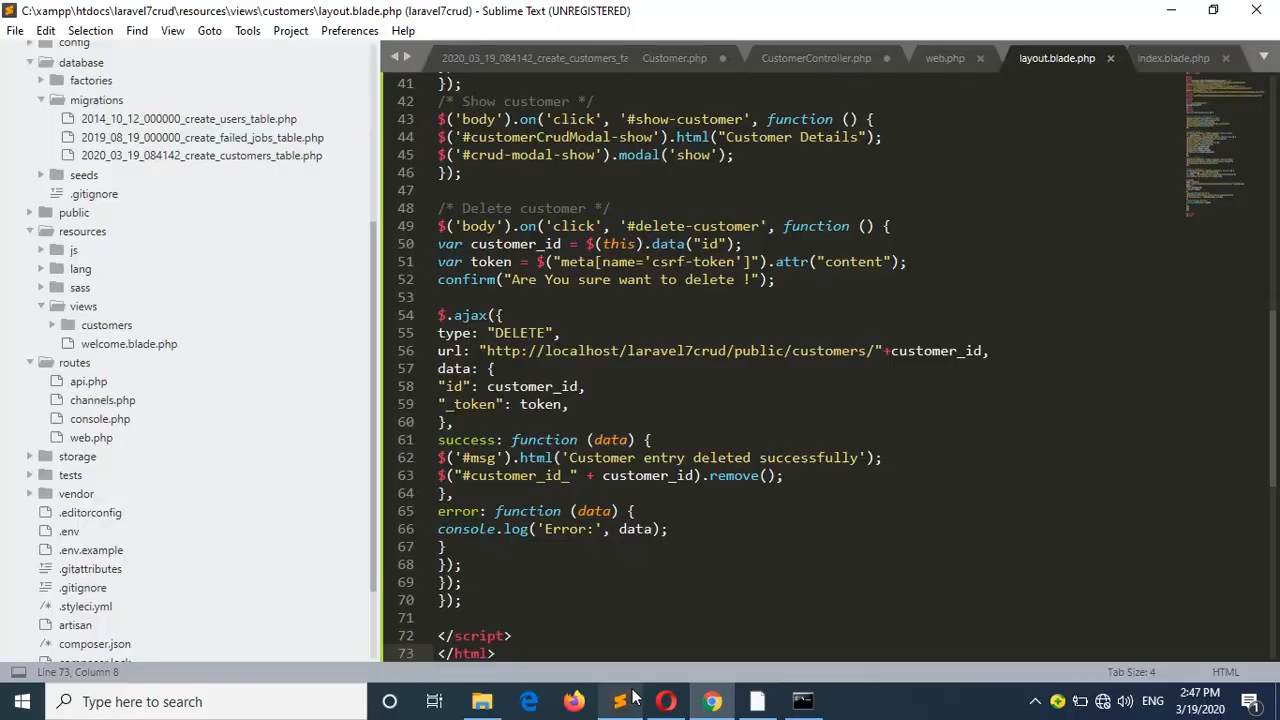 C:\xampp\htdocs\laravel7crud\resources\views\customers\layout.blade.php (laravel7crud) - Sublime Text (UNREGISTERED)
File Edit Selection Find View Goto Tools Project Preferences Help
config
database
factories
migrations
2014_10_12_000000_create_users_table.php
2019_08_19_000000_create_failed_jobs_table.php
2020_03_19_084142_create_customers_table.php
seeds
.gitignore
public
resources
js
lang
sass
views
customers
welcome.blade.php
routes
api.php
channels.php
console.php
web.php
storage
tests
vendor
.editorconfig
.env
.env.example
.gitattributes
.gitignore
.styleci.yml
artisan
composer.json
2020_03_19_084142_create_customers_ta Customer.php CustomerController.php web.php layout.blade.php index.blade.php
41 });
42 /* Show customer */
43 $('body').on('click', '#show-customer', function () {
44 $('#customerCrudModal-show').html("Customer Details");
45 $('#crud-modal-show').modal('show');
46 });
47
48 /* Delete customer */
49 $('body').on('click', '#delete-customer', function () {
50 var customer_id = $(this).data("id");
51 var token = $("meta[name='csrf-token']").attr("content");
52 confirm("Are You sure want to delete !");
53
54 $.ajax({
55 type: "DELETE",
56 url: "http://localhost/laravel7crud/public/customers/"+customer_id,
57 data: {
58 "id": customer_id,
59 "_token": token,
60 },
61 success: function (data) {
62 $('#msg').html('Customer entry deleted successfully');
63 $("#customer_id_" + customer_id).remove();
64 },
65 error: function (data) {
66 console.log('Error:', data);
67 }
68 });
69 });
70 });
71
72 </script>
73 </html>
Line 73, Column 8 Tab Size: 4 HTML
Type here to search
ENG
2:47 PM
3/19/2020
1